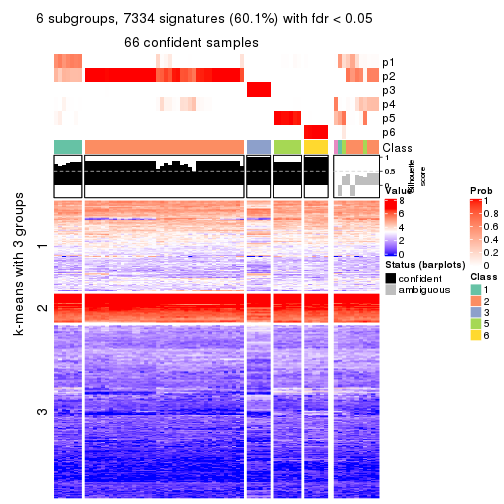 6 subgroups, 7334 signatures (60.1%) with fdr < 0.05
66 confident samples
p1
p2
p3
p4
p5
p6
Class
1
0.5
0
Silhouette
score
k-means with 3 groups
1
2
3
Value
8
6
4
2
0
Status (barplots)
confident
ambiguous
Prob
1
0.8
0.6
0.4
0.2
0
Class
1
2
3
5
6